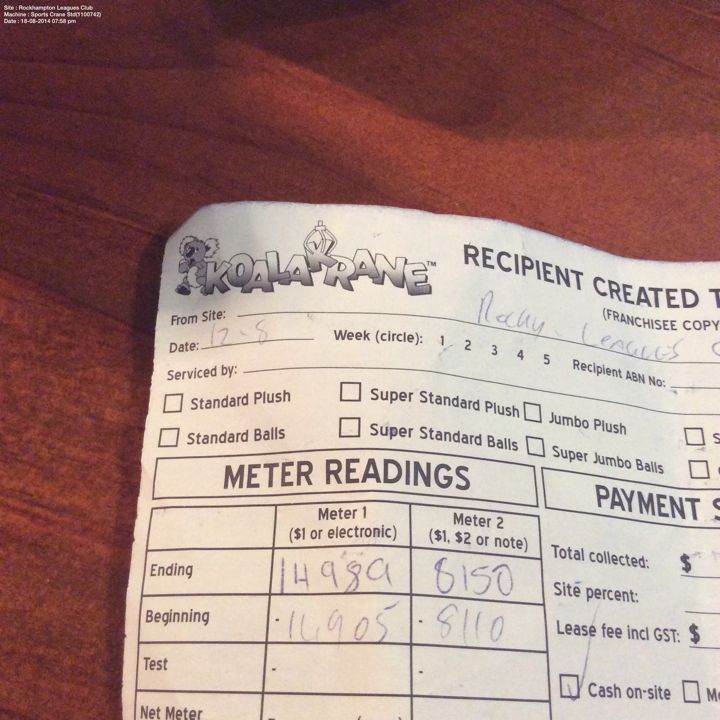 Site : Rockhampton Leagues Club
Machine : Sports Crane Std(1100742)
Date : 18-08-2014 07:58 pm
KOALA KRANE™
RECIPIENT CREATED T
(FRANCHISEE COPY
From Site: Rocky Leagues C
Date: 12-8 Week (circle): 1 2 3 4 5 Recipient ABN No:
Serviced by:
Standard Plush Super Standard Plush Jumbo Plush S
Standard Balls Super Standard Balls Super Jumbo Balls
METER READINGS
PAYMENT S
Meter 1 Meter 2
($1 or electronic) ($1, $2 or note)
Total collected: $
Ending 14989 8150
Site percent:
Beginning - 14905 - 8110
Lease fee incl GST: $
Test - -
Cash on-site M
Net Meter